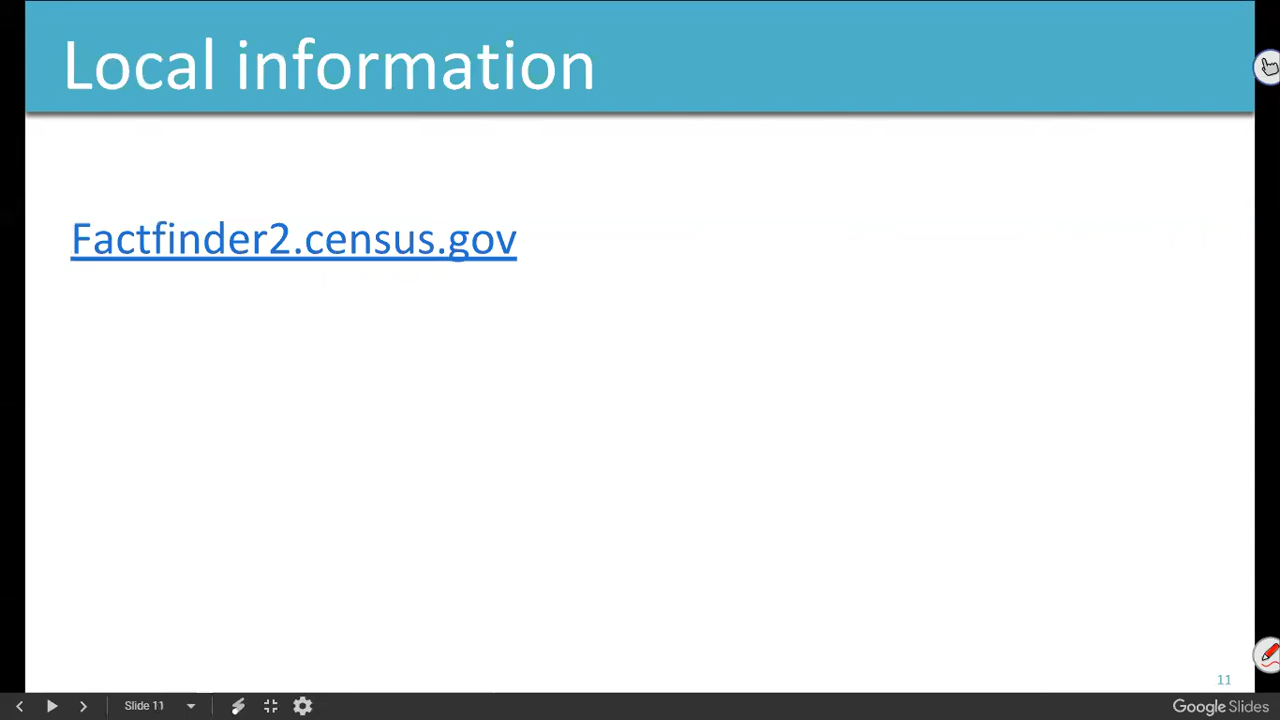 Local information
Factfinder2.census.gov
11
Slide 11
Google Slides